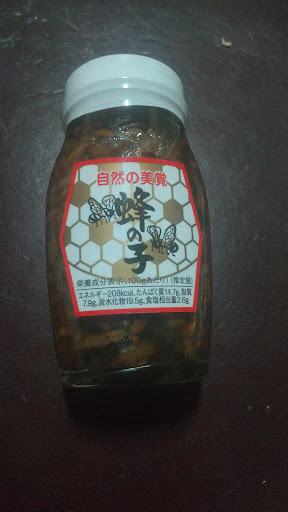 自然の美覚
蜂の子
栄養成分表示(100gあたり)(推定値)
エネルギー208kcal、たんぱく質14.7g、脂質
7.9g、炭水化物19.5g、食塩相当量2.6g